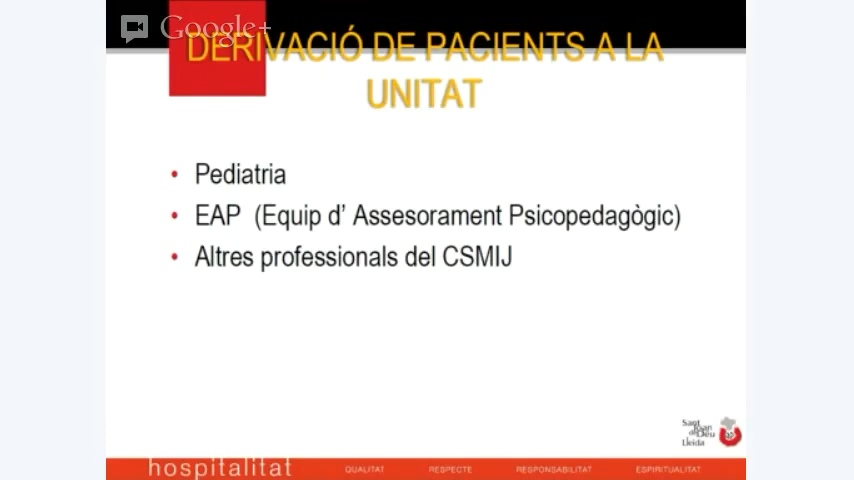 Google+
DERIVACIÓ DE PACIENTS A LA
UNITAT
• Pediatria
• EAP (Equip d' Assesorament Psicopedagògic)
• Altres professionals del CSMIJ
Sant
Joan
de Déu
Lleida
hospitalitat QUALITAT RESPECTE RESPONSABILITAT ESPIRITUALITAT